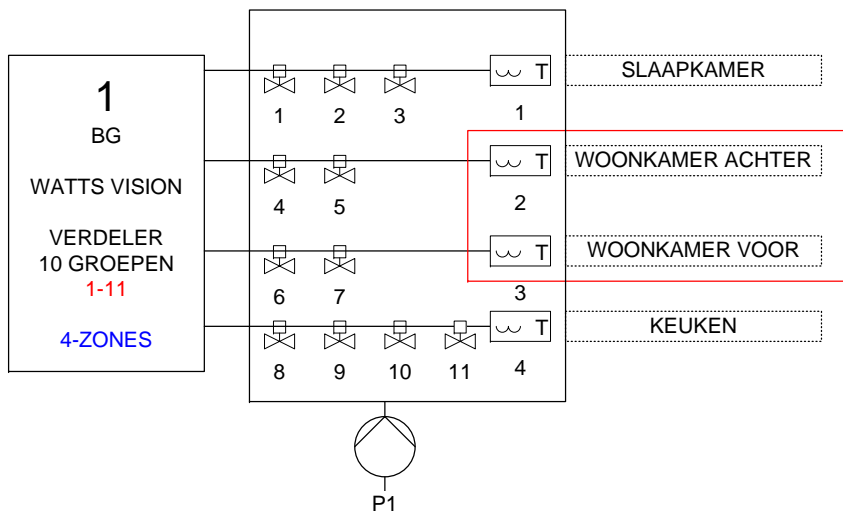 1
BG
WATTS VISION
VERDELER
10 GROEPEN
1-11
4-ZONES
T
SLAAPKAMER
1 2 3 1
T
WOONKAMER ACHTER
4 5 2
T
WOONKAMER VOOR
6 7 3
T
KEUKEN
8 9 10 11 4
P1